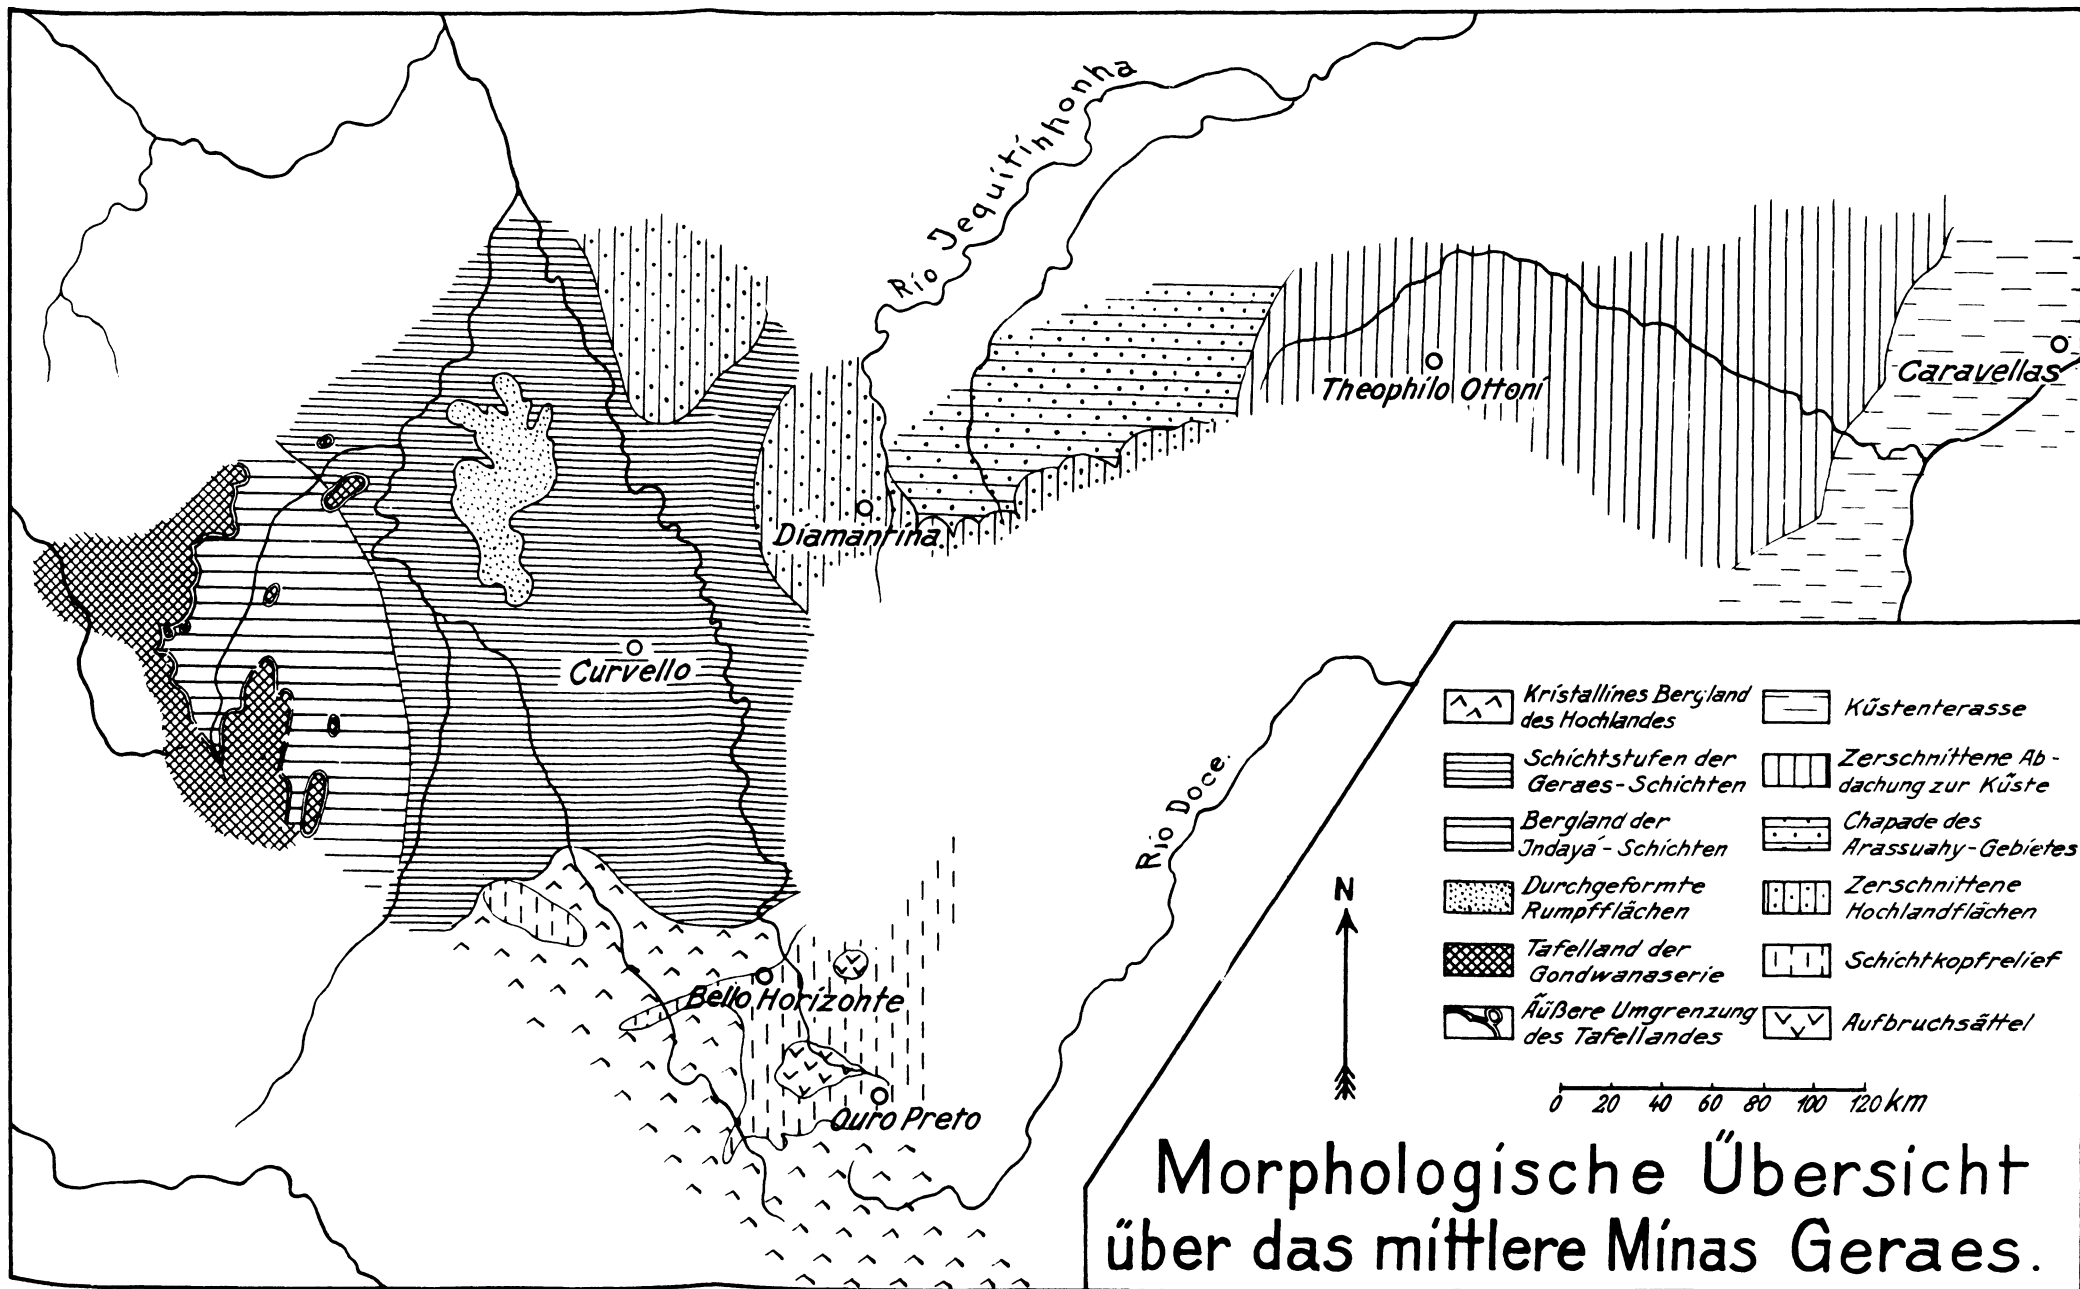 Rio Jequitinhonha
Theophilo Ottoni
Caravellas
Diamantina
Curvello
Rio Doce.
Bello Horizonte
Ouro Preto
Kristallines Bergland
des Hochlandes
Schichtstufen der
Geraes-Schichten
Bergland der
Jndayá-Schichten
Durchgeformte
Rumpfflächen
Tafelland der
Gondwanaserie
Äüßere Umgrenzung
des Tafellandes
Küstenterasse
Zerschnittene Ab-
dachung zur Küste
Chapade des
Arassuahy-Gebietes
Zerschnittene
Hochlandflächen
Schichtkopfrelief
Aufbruchsättel
N
0 20 40 60 80 100 120 km
Morphologische Übersicht
über das mittlere Minas Geraes.